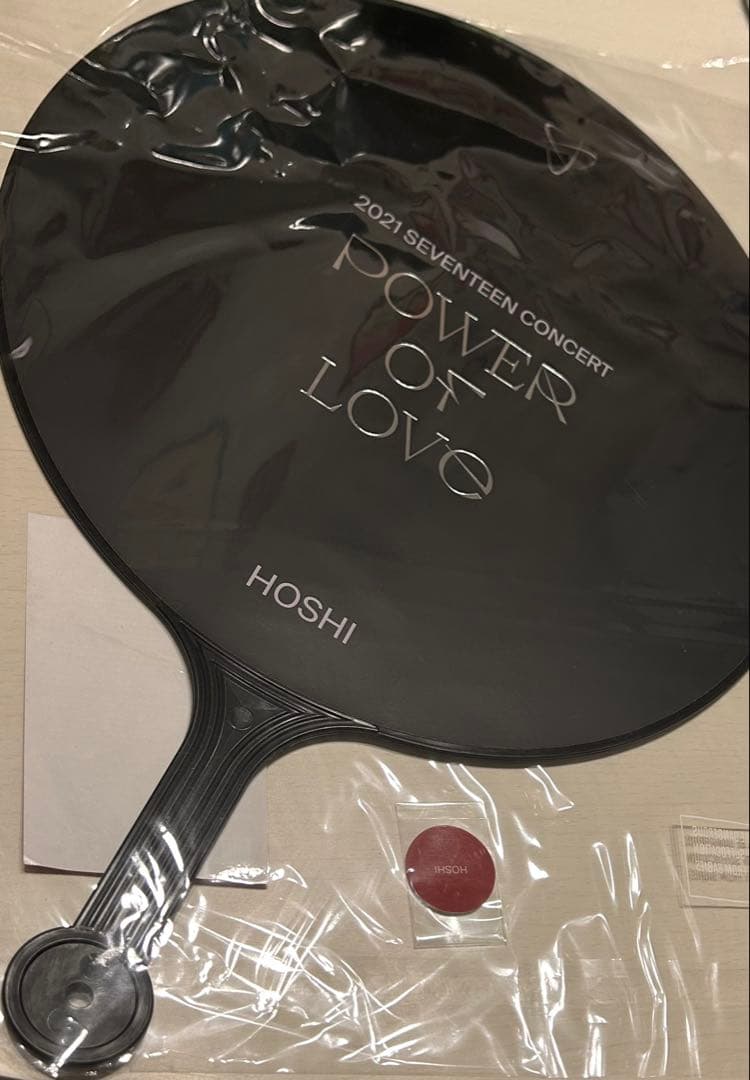 2021 SEVENTEEN CONCERT
POWER
OF
LOVE
HOSHI
HOSHI